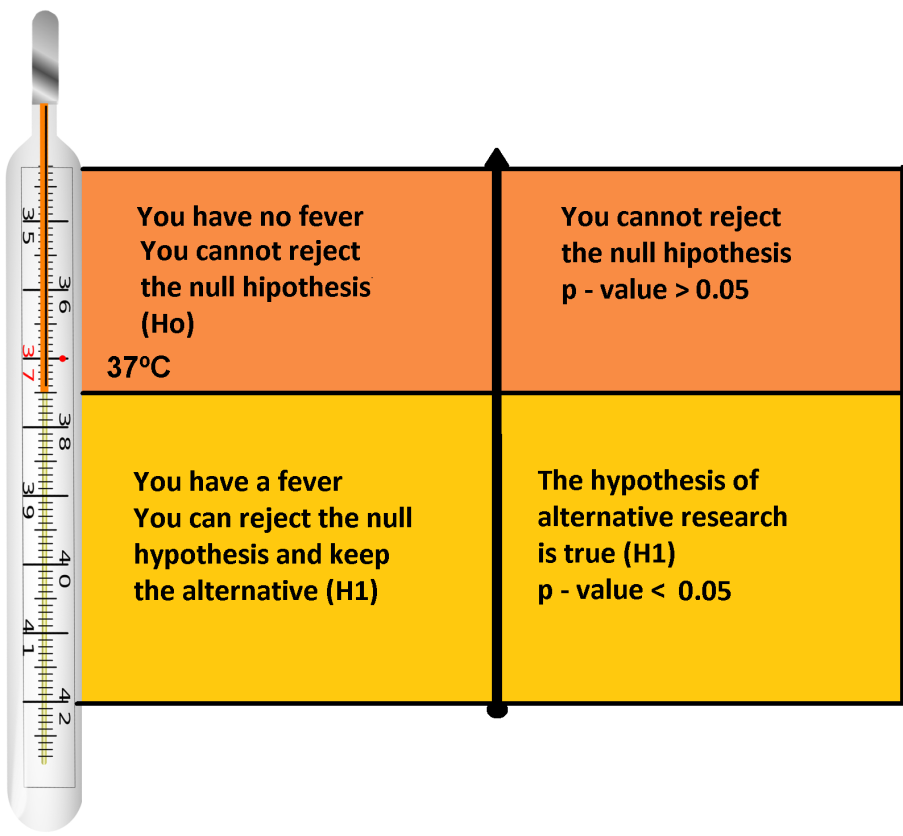 35
36
37
38
39
40
41
42
You have no fever
You cannot reject
the null hipothesis
(Ho)
37ºC
You cannot reject
the null hipothesis
p - value > 0.05
You have a fever
You can reject the null
hypothesis and keep
the alternative (H1)
The hypothesis of
alternative research
is true (H1)
p - value < 0.05